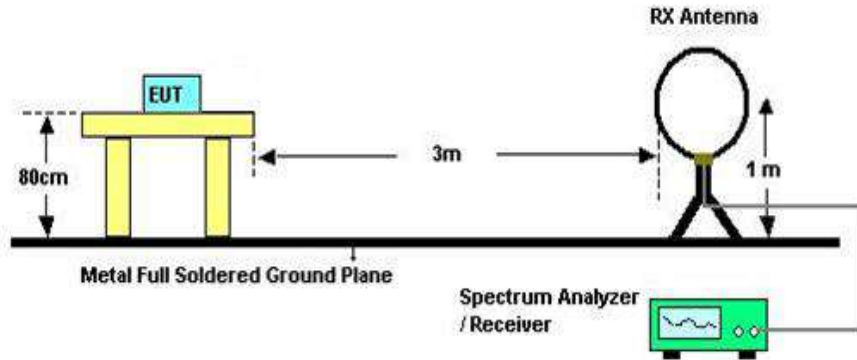 RX Antenna
EUT
80cm
3m
1 m
Metal Full Soldered Ground Plane
Spectrum Analyzer
/ Receiver